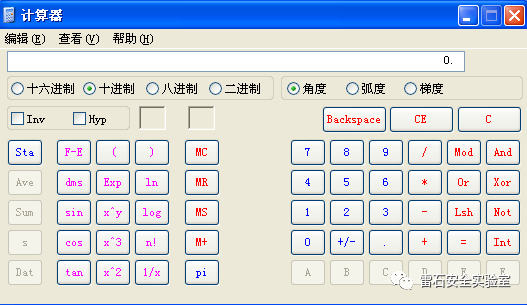 计算器
编辑(E) 查看(V) 帮助(H)
0.
十六进制 十进制 八进制 二进制 角度 弧度 梯度
Inv Hyp Backspace CE C
Sta F-E ( ) MC 7 8 9 / Mod And
Ave dms Exp ln MR 4 5 6 * Or Xor
Sum sin x^y log MS 1 2 3 - Lsh Not
s cos x^3 n! M+ 0 +/- . + = Int
Dat tan x^2 1/x pi A B C D E F
雷石安全实验室